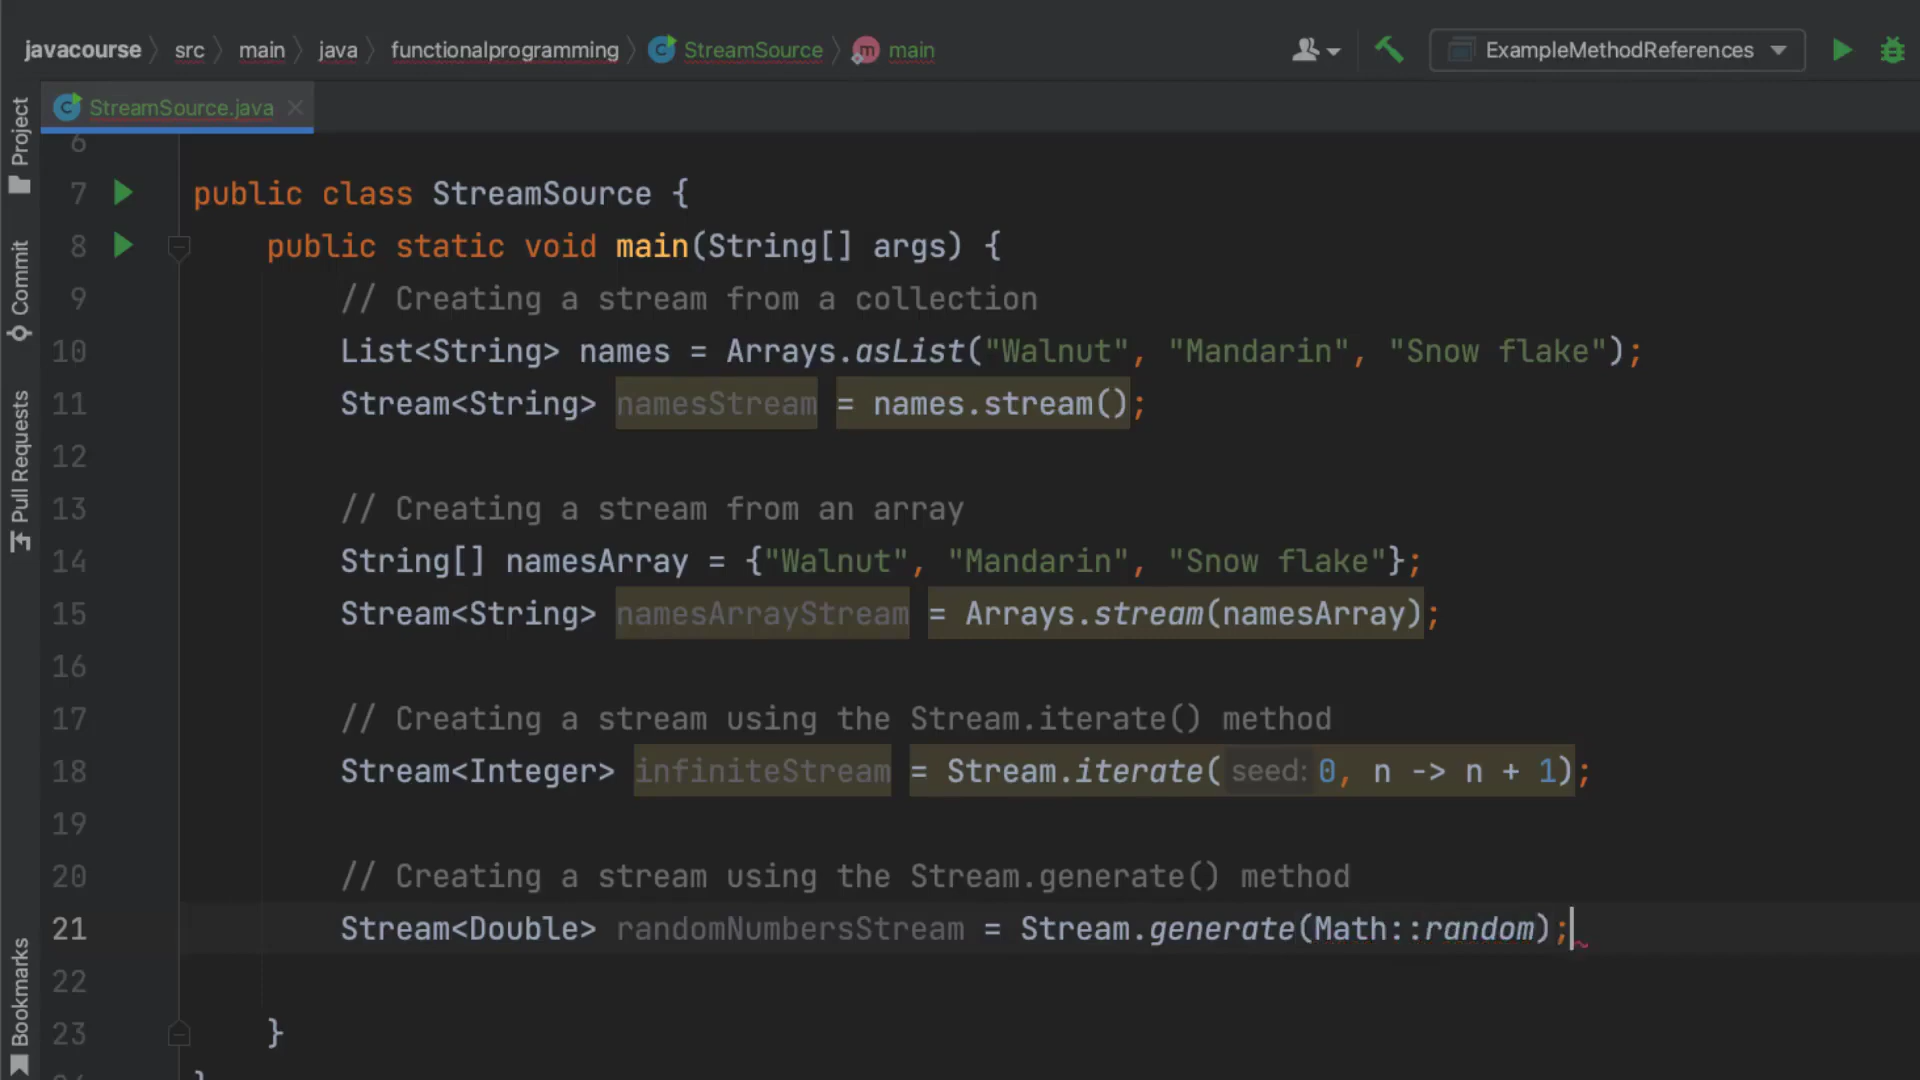 javacourse src main java functionalprogramming StreamSource main ExampleMethodReferences
StreamSource.java
Project
Commit
Pull Requests
Bookmarks
6
7 public class StreamSource {
8 public static void main(String[] args) {
9 // Creating a stream from a collection
10 List<String> names = Arrays.asList("Walnut", "Mandarin", "Snow flake");
11 Stream<String> namesStream = names.stream();
12
13 // Creating a stream from an array
14 String[] namesArray = {"Walnut", "Mandarin", "Snow flake"};
15 Stream<String> namesArrayStream = Arrays.stream(namesArray);
16
17 // Creating a stream using the Stream.iterate() method
18 Stream<Integer> infiniteStream = Stream.iterate( seed: 0, n -> n + 1);
19
20 // Creating a stream using the Stream.generate() method
21 Stream<Double> randomNumbersStream = Stream.generate(Math::random);
22
23 }